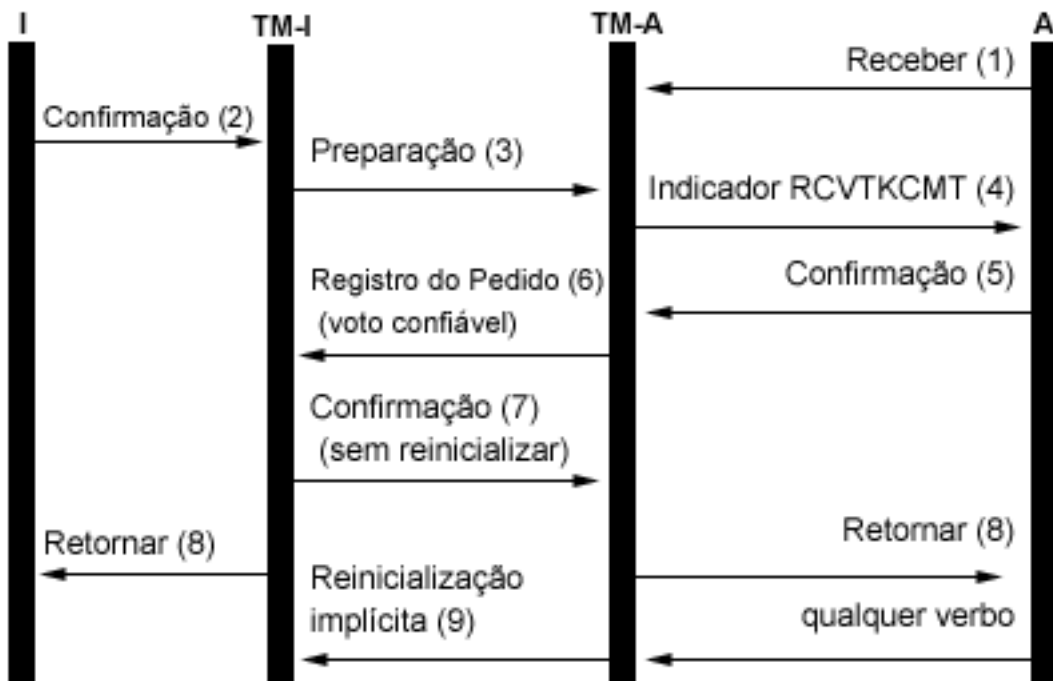 I
TM-I
TM-A
A
Receber (1)
Confirmação (2)
Preparação (3)
Indicador RCVTKCMT (4)
Confirmação (5)
Registro do Pedido (6)
(voto confiável)
Confirmação (7)
(sem reinicializar)
Retornar (8)
Retornar (8)
Reinicialização
implícita (9)
qualquer verbo